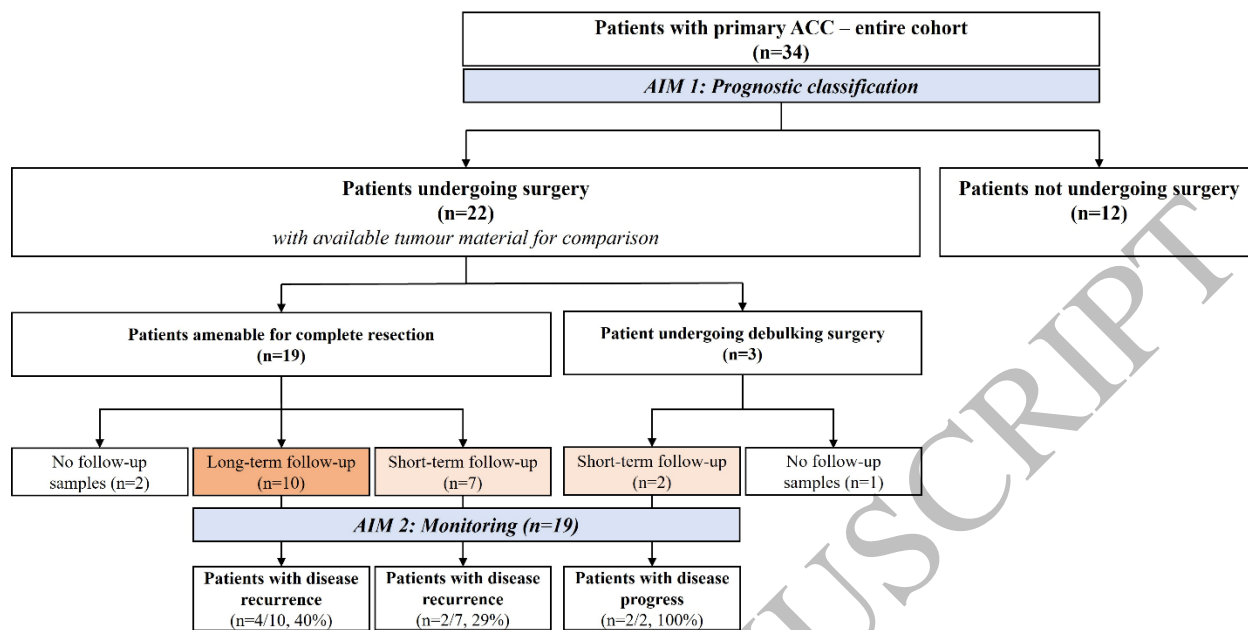 Patients with primary ACC – entire cohort
(n=34)
AIM 1: Prognostic classification
Patients undergoing surgery
(n=22)
with available tumour material for comparison
Patients not undergoing surgery
(n=12)
Patients amenable for complete resection
(n=19)
Patient undergoing debulking surgery
(n=3)
No follow-up
samples (n=2)
Long-term follow-up
(n=10)
Short-term follow-up
(n=7)
Short-term follow-up
(n=2)
No follow-up
samples (n=1)
AIM 2: Monitoring (n=19)
Patients with disease
recurrence
(n=4/10, 40%)
Patients with disease
recurrence
(n=2/7, 29%)
Patients with disease
progress
(n=2/2, 100%)
USCRIPT